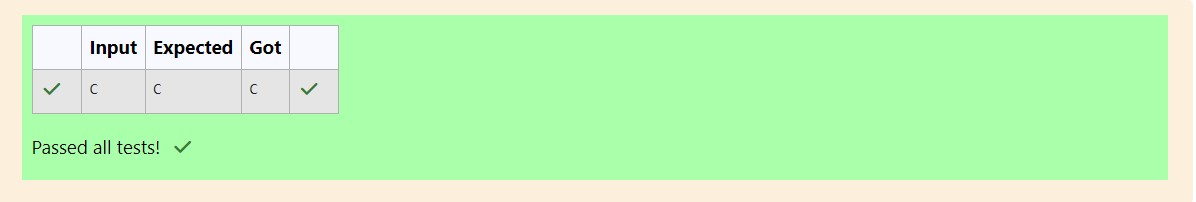 Input Expected Got
C C C
Passed all tests!